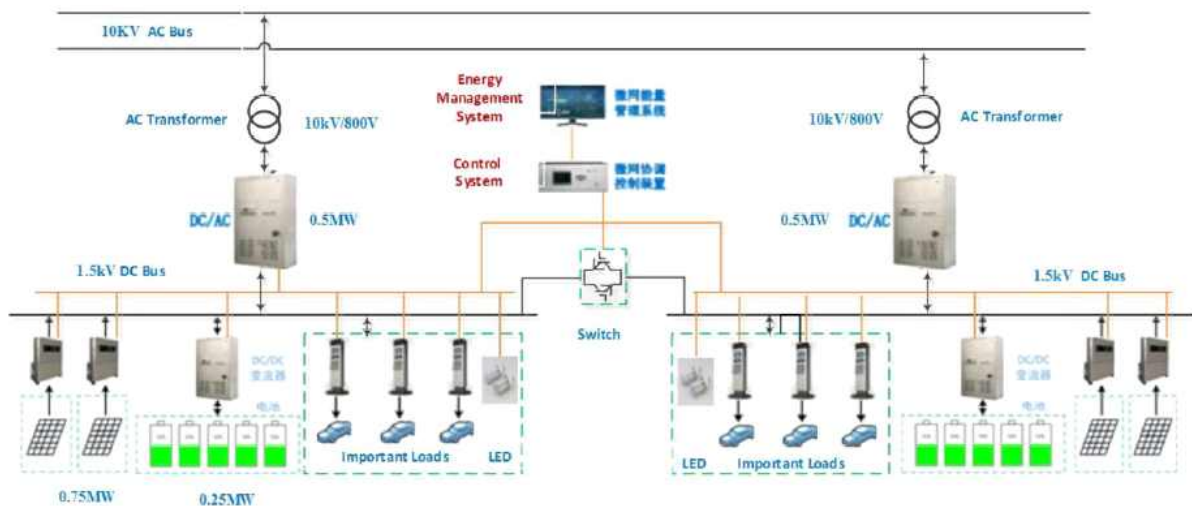 10KV AC Bus
Energy
Management
System
微网能量
管理系统
AC Transformer
10kV/800V
10kV/800V
AC Transformer
Control
System
微网协调
控制装置
DC/AC
0.5MW
0.5MW
DC/AC
1.5kV DC Bus
1.5kV DC Bus
Switch
DC/DC
变流器
DC/DC
变流器
电池
电池
Important Loads
LED
LED
Important Loads
0.75MW
0.25MW